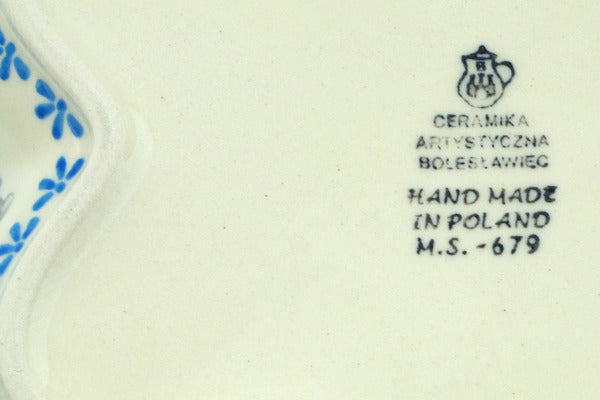 CERAMIKA
ARTYSTYCZNA
BOLESŁAWIEC
HAND MADE
IN POLAND
M.S. - 679